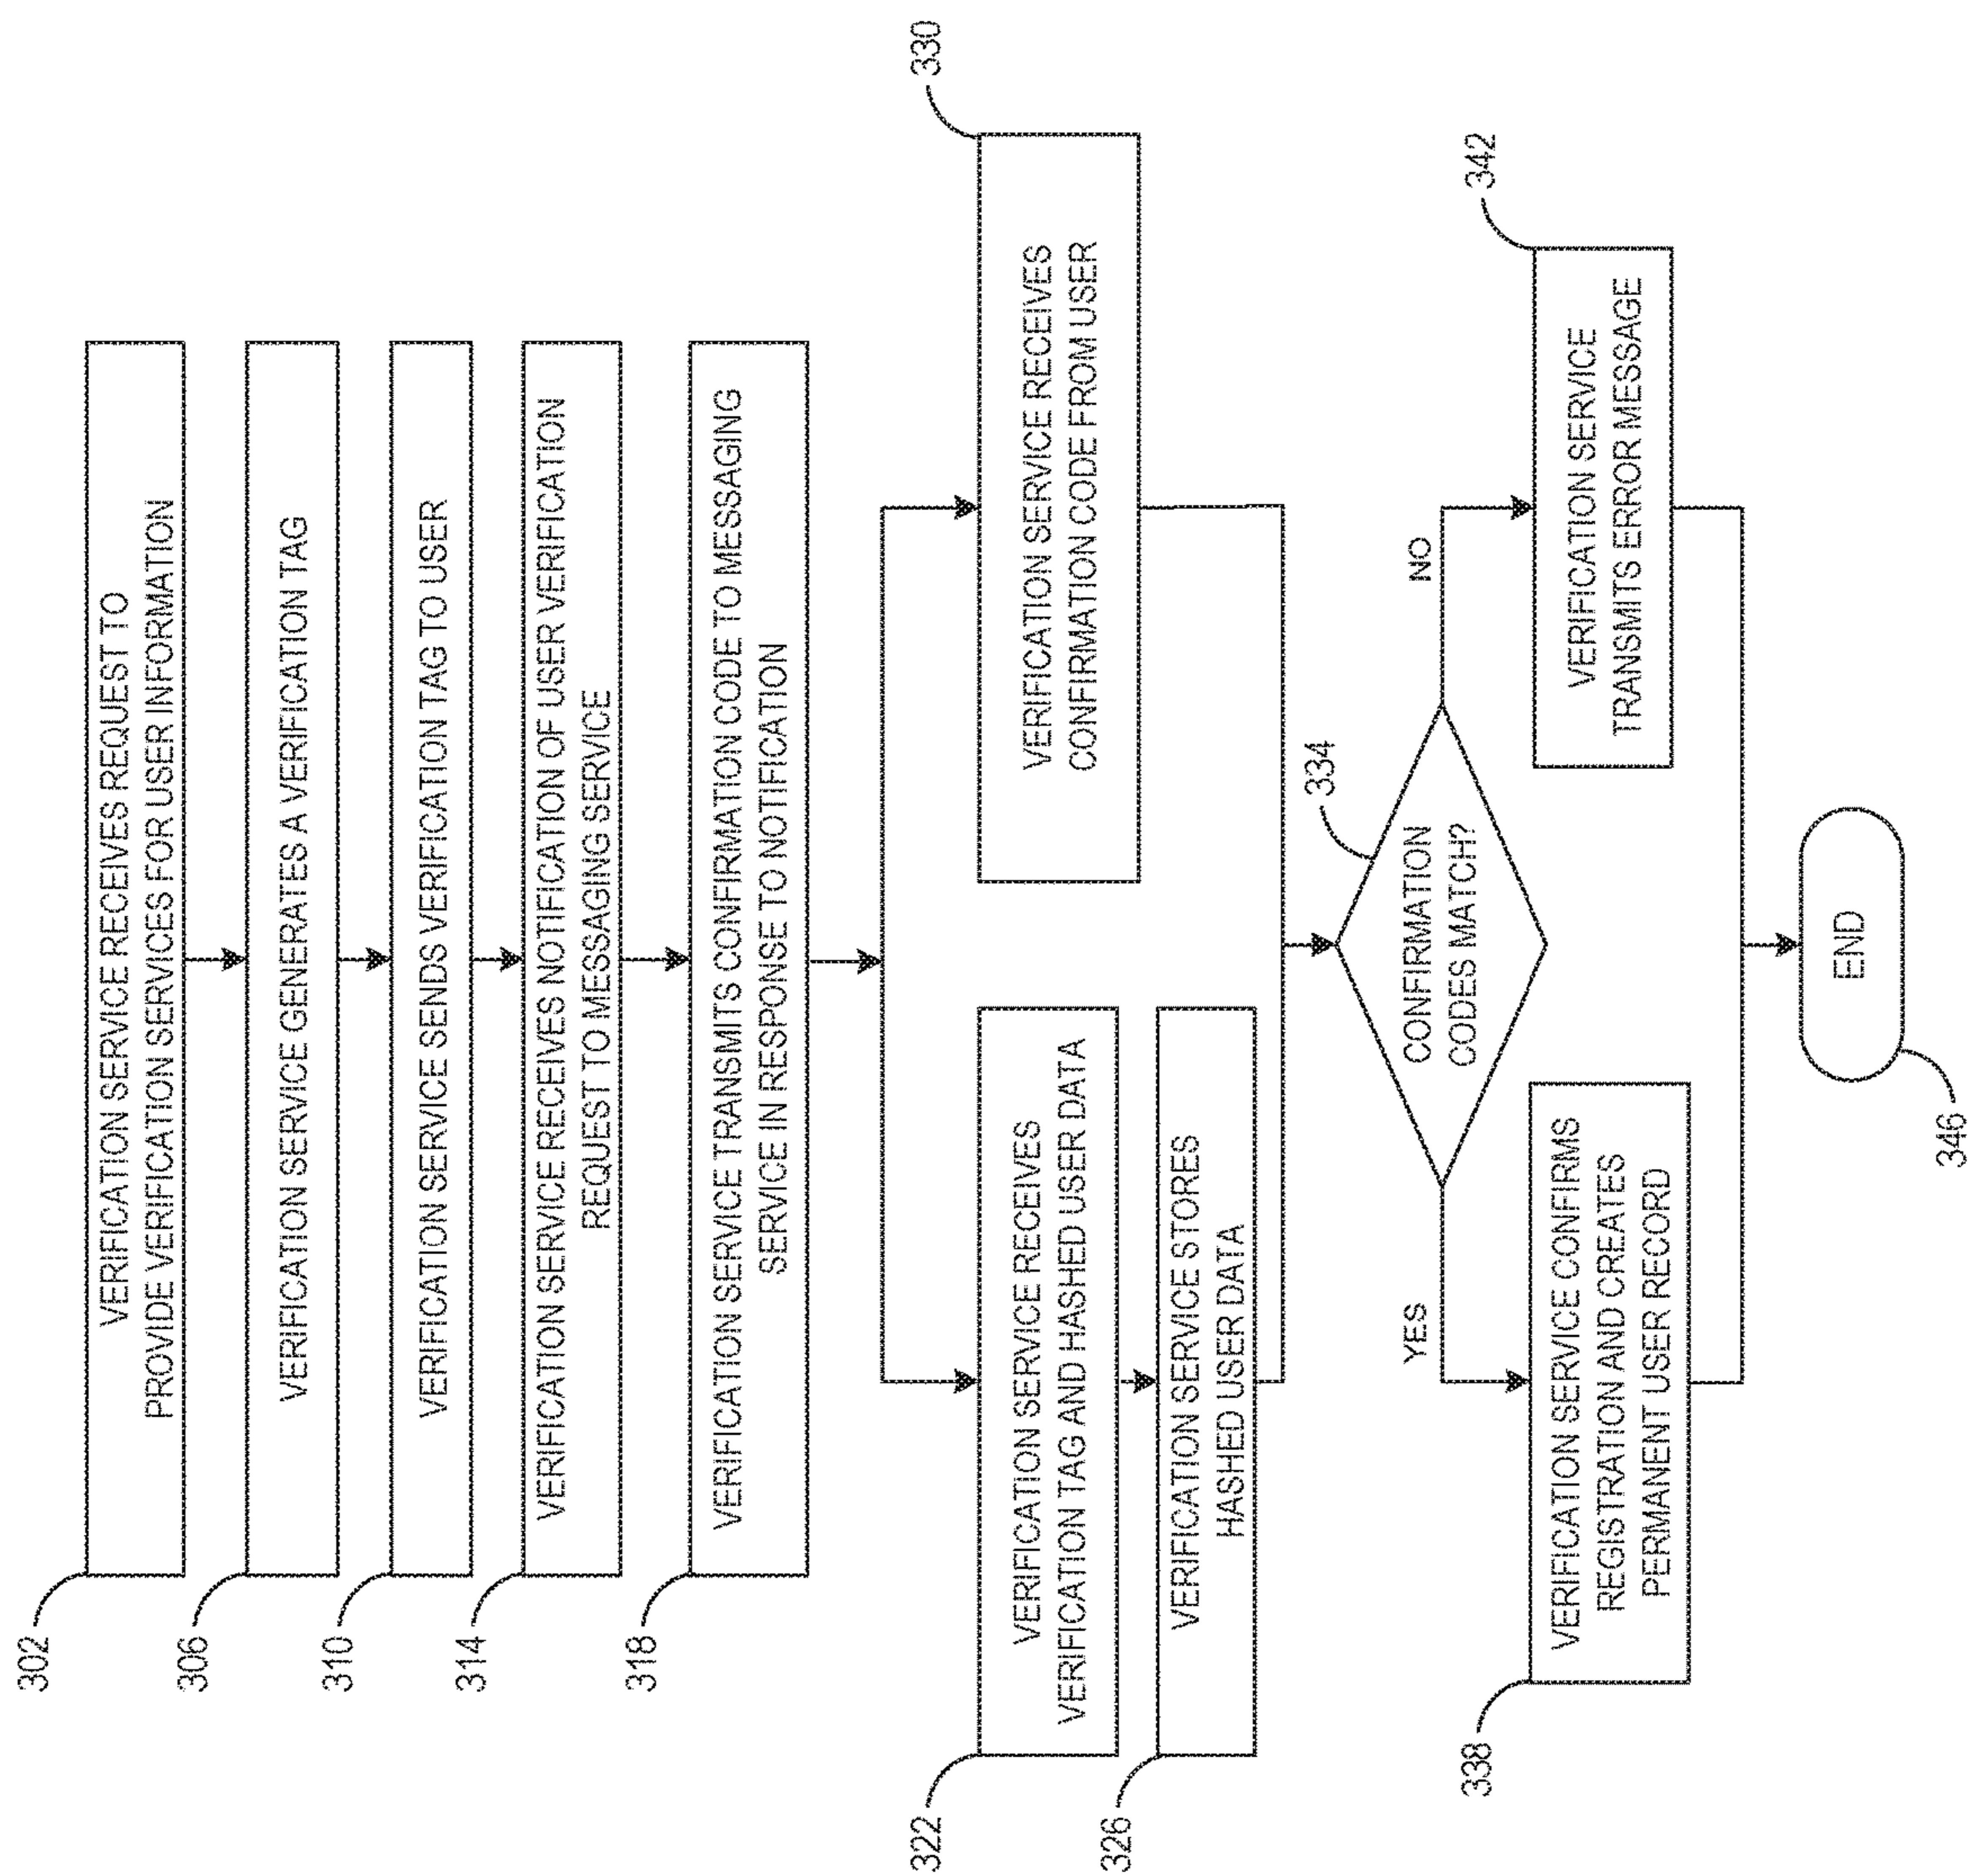 302
VERIFICATION SERVICE RECEIVES REQUEST TO
PROVIDE VERIFICATION SERVICES FOR USER INFORMATION
306
VERIFICATION SERVICE GENERATES A VERIFICATION TAG
310
VERIFICATION SERVICE SENDS VERIFICATION TAG TO USER
314
VERIFICATION SERVICE RECEIVES NOTIFICATION OF USER VERIFICATION
REQUEST TO MESSAGING SERVICE
318
VERIFICATION SERVICE TRANSMITS CONFIRMATION CODE TO MESSAGING
SERVICE IN RESPONSE TO NOTIFICATION
322
VERIFICATION SERVICE RECEIVES
VERIFICATION TAG AND HASHED USER DATA
326
VERIFICATION SERVICE STORES
HASHED USER DATA
330
VERIFICATION SERVICE RECEIVES
CONFIRMATION CODE FROM USER
334
CONFIRMATION
CODES MATCH?
YES
NO
338
VERIFICATION SERVICE CONFIRMS
REGISTRATION AND CREATES
PERMANENT USER RECORD
342
VERIFICATION SERVICE
TRANSMITS ERROR MESSAGE
END
346